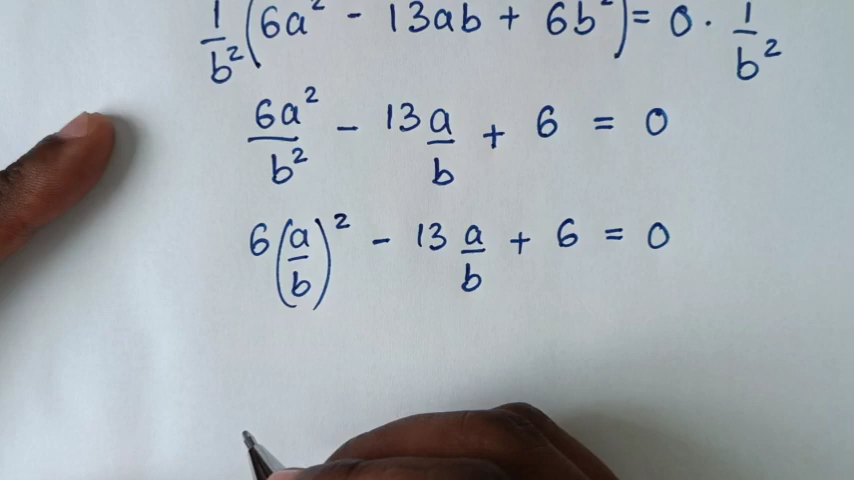 1/b² (6a² - 13ab + 6b²) = 0 · 1/b²
6a²/b² - 13 a/b + 6 = 0
6(a/b)² - 13 a/b + 6 = 0